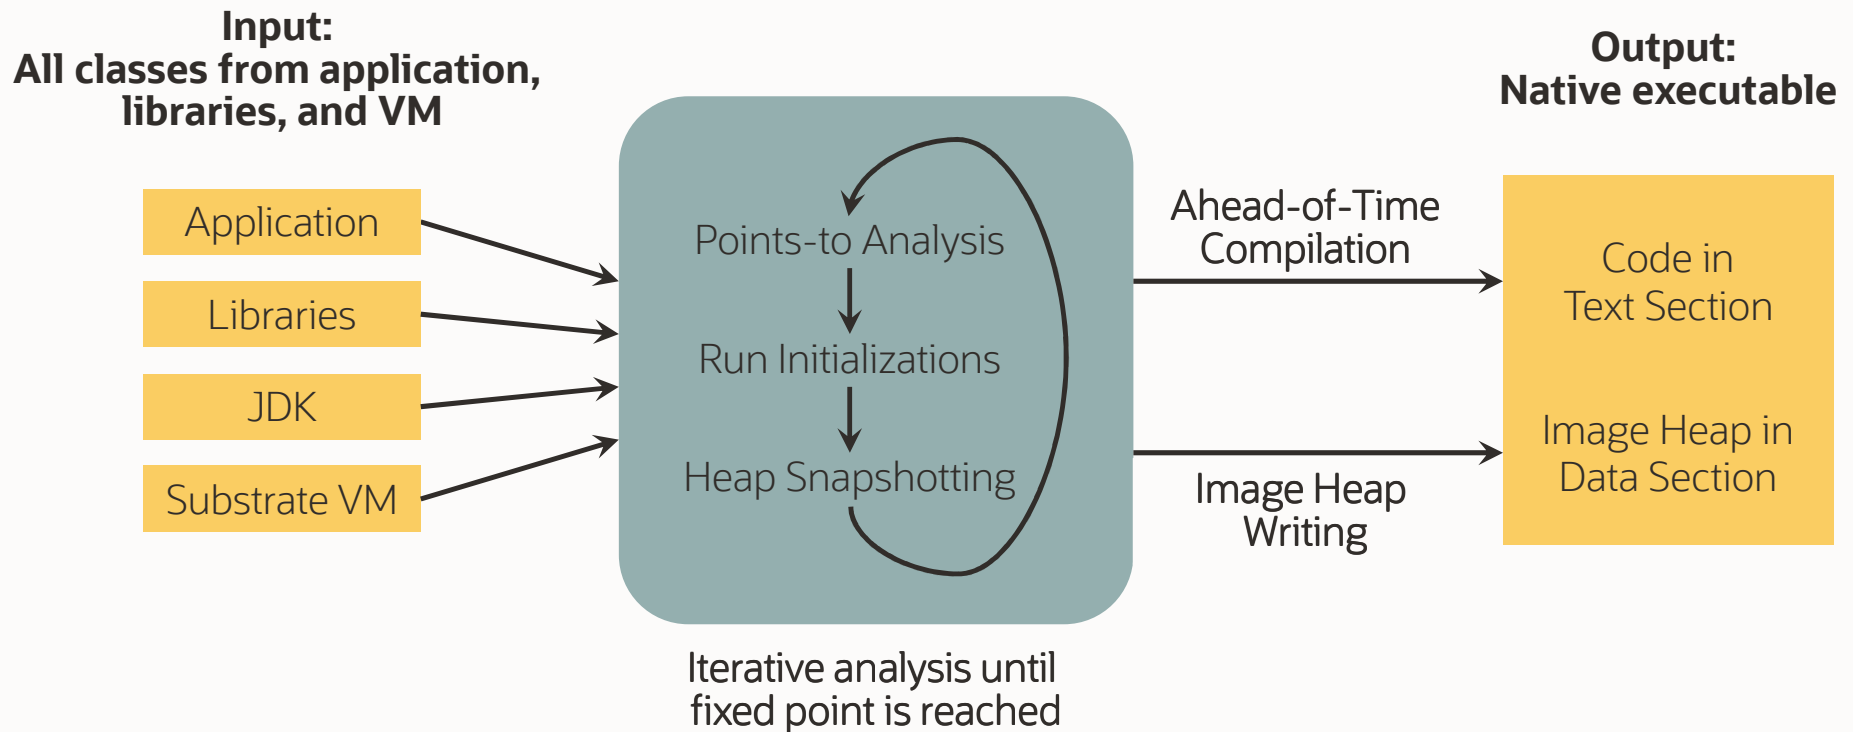 Input:
All classes from application,
libraries, and VM
Application
Libraries
JDK
Substrate VM
Points-to Analysis
Run Initializations
Heap Snapshotting
Iterative analysis until
fixed point is reached
Ahead-of-Time
Compilation
Image Heap
Writing
Output:
Native executable
Code in
Text Section
Image Heap in
Data Section